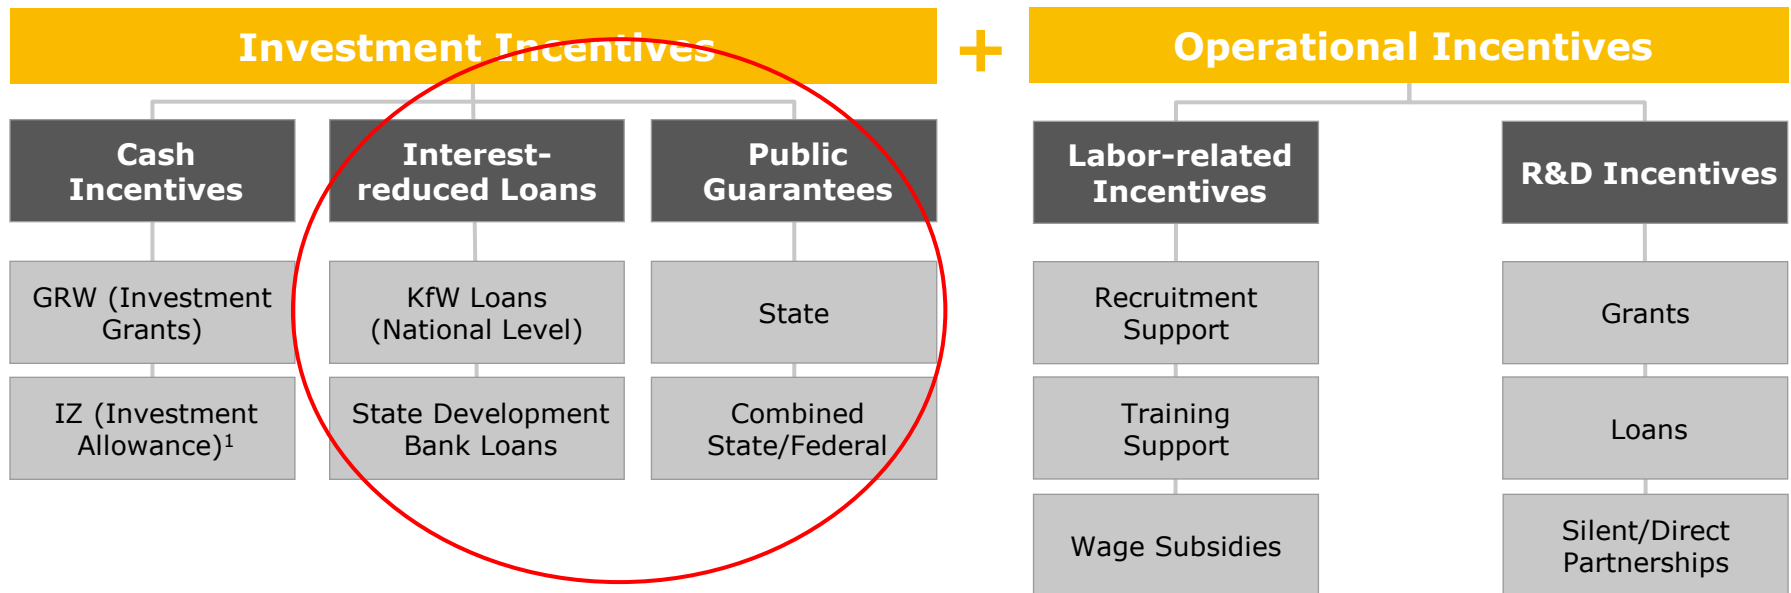 Investment Incentives
+
Operational Incentives
Cash
Incentives
Interest-
reduced Loans
Public
Guarantees
Labor-related
Incentives
R&D Incentives
GRW (Investment
Grants)
KfW Loans
(National Level)
State
Recruitment
Support
Grants
IZ (Investment
Allowance)¹
State Development
Bank Loans
Combined
State/Federal
Training
Support
Loans
Wage Subsidies
Silent/Direct
Partnerships